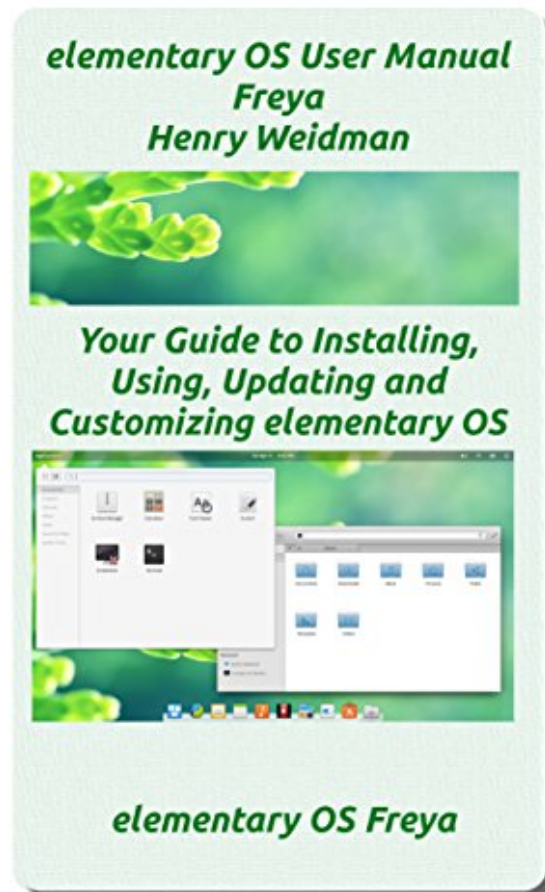 elementary OS User Manual
Freya
Henry Weidman
Your Guide to Installing,
Using, Updating and
Customizing elementary OS
elementary OS Freya